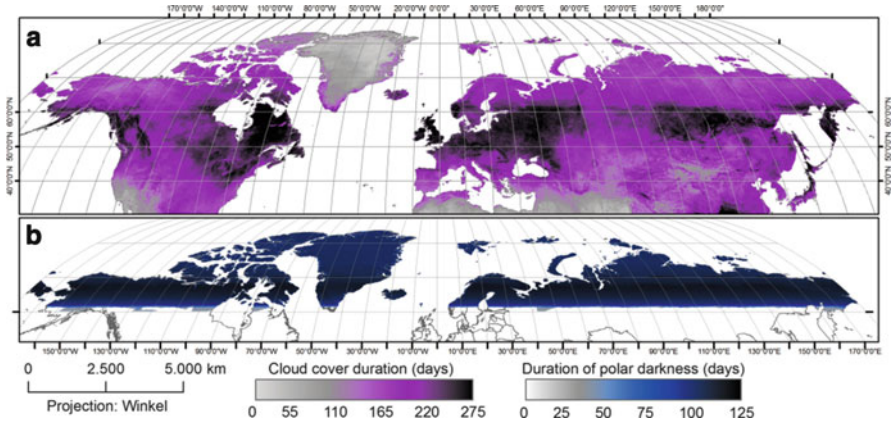 170°0'0"W 120°0'0"W 90°0'0"W 60°0'0"W 40°0'0"W 20°0'0"W 0°0'0" 30°0'0"E 50°0'0"E 70°0'0"E 90°0'0"E 120°0'0"E 150°0'0"E 180°0'0"
a
60°0'0"N
50°0'0"N
40°0'0"N
60°0'0"N
50°0'0"N
40°0'0"N
b
150°0'0"W 130°0'0"W 110°0'0"W 90°0'0"W 70°0'0"W 50°0'0"W 30°0'0"W 10°0'0"W 10°0'0"E 30°0'0"E 50°0'0"E 70°0'0"E 90°0'0"E 110°0'0"E 130°0'0"E 150°0'0"E 170°0'0"E
0 2.500 5.000 km
Projection: Winkel
Cloud cover duration (days)
0 55 110 165 220 275
Duration of polar darkness (days)
0 25 50 75 100 125